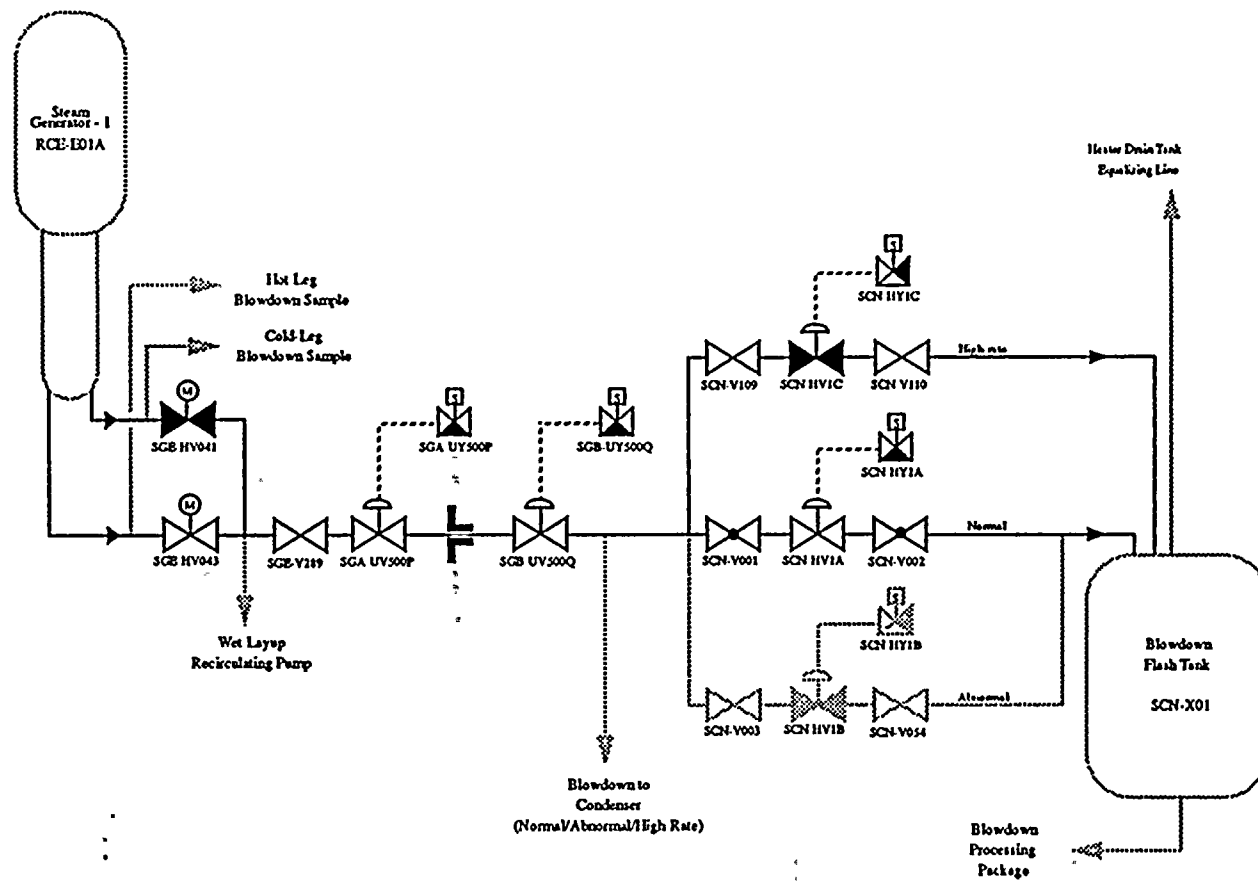 Steam
Generator - 1
RCE-E01A
Heater Drain Tank
Equalizing Line
Hot Leg
Blowdown Sample
Cold-Leg
Blowdown Sample
S
SCN HY1C
SCN-V109
SCN HV1C
SCN V110
High rate
M
SGE HV041
S
SGA UY500P
S
SGB-UY500Q
S
SCN HY1A
M
SGE HV043
SGE-V289
SGA UV500P
SGB UV500Q
SCN-V001
SCN HV1A
SCN-V002
Normal
Wet Layup
Recirculating Pump
S
SCN HY1B
SCN-V003
SCN HV1B
SCN-V054
Abnormal
Blowdown
Flash Tank
SCN-X01
Blowdown to
Condenser
(Normal/Abnormal/High Rate)
Blowdown
Processing
Package